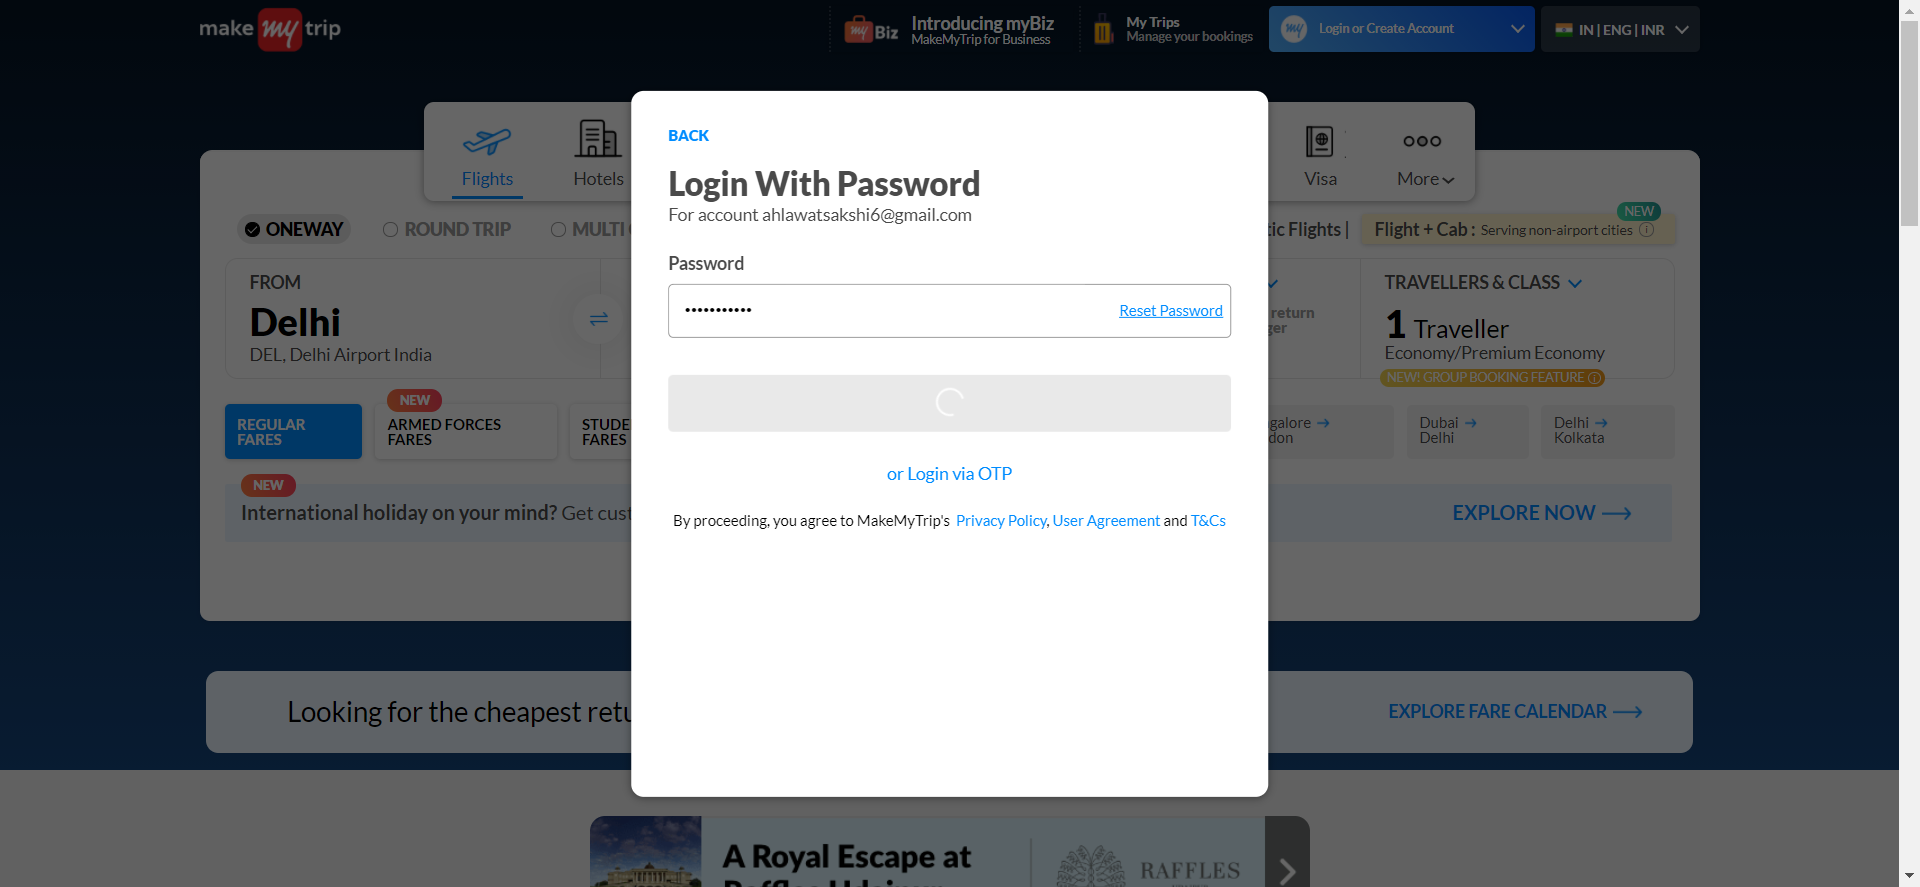 make my trip
my Biz
Introducing myBiz
MakeMyTrip for Business
My Trips
Manage your bookings
my
Login or Create Account
IN | ENG | INR
Flights
Hotels
Visa
More
ONEWAY
ROUND TRIP
MULTI
tic Flights |
NEW
Flight + Cab : Serving non-airport cities
FROM
Delhi
DEL, Delhi Airport India
return
ger
TRAVELLERS & CLASS
1 Traveller
Economy/Premium Economy
NEW! GROUP BOOKING FEATURE
REGULAR
FARES
NEW
ARMED FORCES
FARES
STUDE
FARES
galore
don
Dubai
Delhi
Delhi
Kolkata
NEW
International holiday on your mind? Get cust
EXPLORE NOW
BACK
Login With Password
For account ahlawatsakshi6@gmail.com
Password
•••••••••••
Reset Password
or Login via OTP
By proceeding, you agree to MakeMyTrip's Privacy Policy, User Agreement and T&Cs
Looking for the cheapest retu
EXPLORE FARE CALENDAR
A Royal Escape at
Raffles Udaipur
RAFFLES